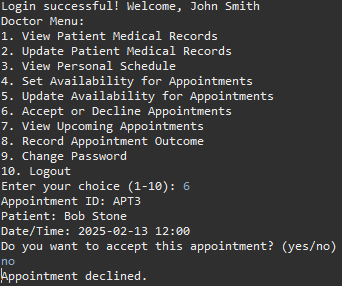 Login successful! Welcome, John Smith
Doctor Menu:
1. View Patient Medical Records
2. Update Patient Medical Records
3. View Personal Schedule
4. Set Availability for Appointments
5. Update Availability for Appointments
6. Accept or Decline Appointments
7. View Upcoming Appointments
8. Record Appointment Outcome
9. Change Password
10. Logout
Enter your choice (1-10): 6
Appointment ID: APT3
Patient: Bob Stone
Date/Time: 2025-02-13 12:00
Do you want to accept this appointment? (yes/no)
no
Appointment declined.